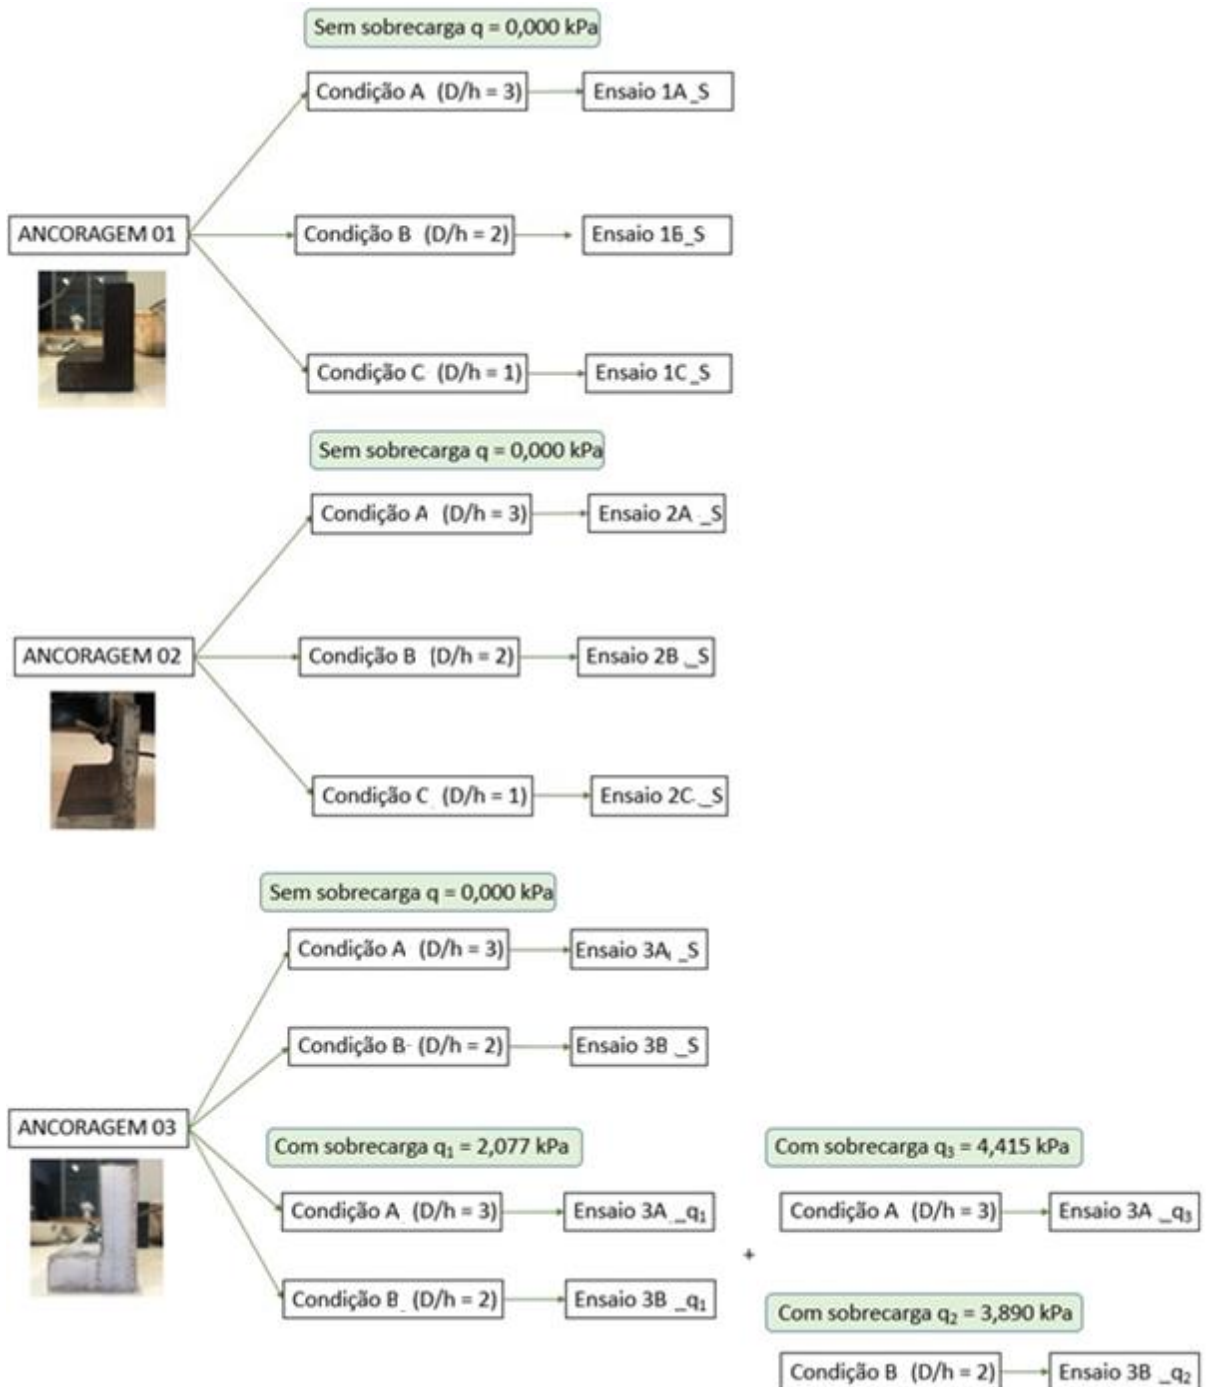 Sem sobrecarga q = 0,000 kPa
Condição A (D/h = 3) Ensaio 1A_S
ANCORAGEM 01 Condição B (D/h = 2) Ensaio 1B_S
Condição C (D/h = 1) Ensaio 1C_S
Sem sobrecarga q = 0,000 kPa
Condição A (D/h = 3) Ensaio 2A_S
ANCORAGEM 02 Condição B (D/h = 2) Ensaio 2B_S
Condição C (D/h = 1) Ensaio 2C_S
Sem sobrecarga q = 0,000 kPa
Condição A (D/h = 3) Ensaio 3A_S
Condição B (D/h = 2) Ensaio 3B_S
ANCORAGEM 03
Com sobrecarga q₁ = 2,077 kPa
Condição A (D/h = 3) Ensaio 3A_q₁
Condição B (D/h = 2) Ensaio 3B_q₁
+
Com sobrecarga q₃ = 4,415 kPa
Condição A (D/h = 3) Ensaio 3A_q₃
Com sobrecarga q₂ = 3,890 kPa
Condição B (D/h = 2) Ensaio 3B_q₂